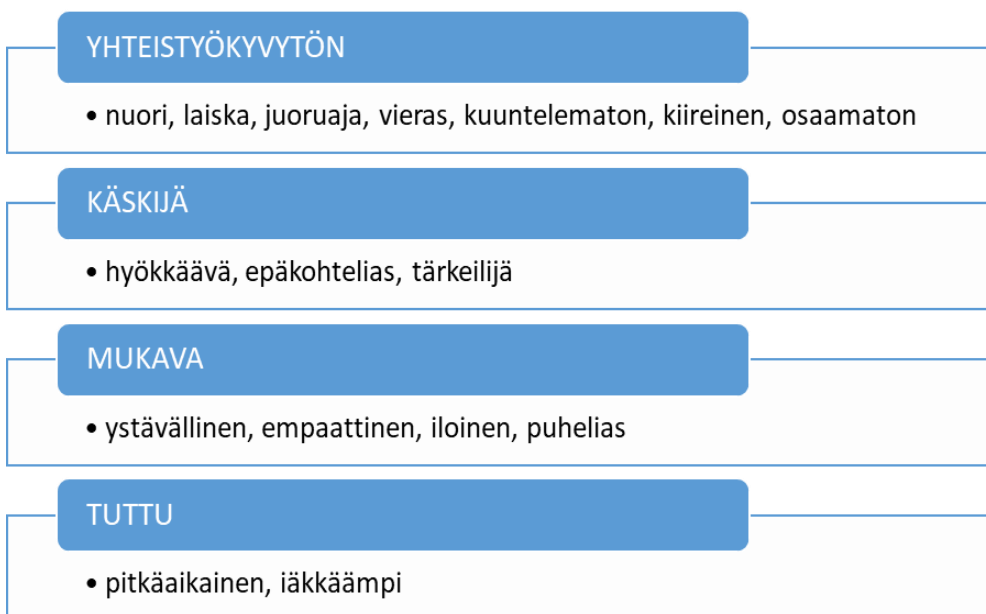 YHTEISTYÖKYVYTÖN
• nuori, laiska, juoruaja, vieras, kuuntelematon, kiireinen, osaamaton
KÄSKIJÄ
• hyökkäävä, epäkohtelias, tärkeilijä
MUKAVA
• ystävällinen, empaattinen, iloinen, puhelias
TUTTU
• pitkäaikainen, iäkkäämpi